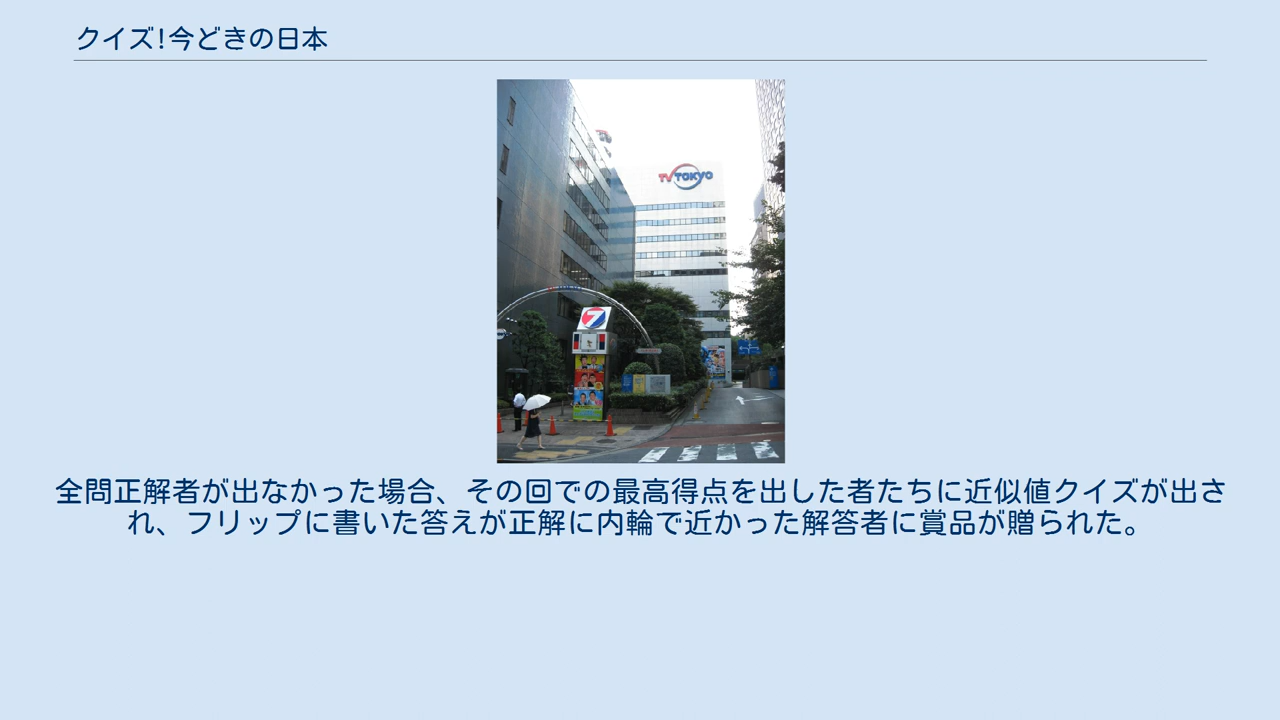 クイズ!今どきの日本
TV TOKYO
7
全問正解者が出なかった場合、その回での最高得点を出した者たちに近似値クイズが出さ
れ、フリップに書いた答えが正解に内輪で近かった解答者に賞品が贈られた。